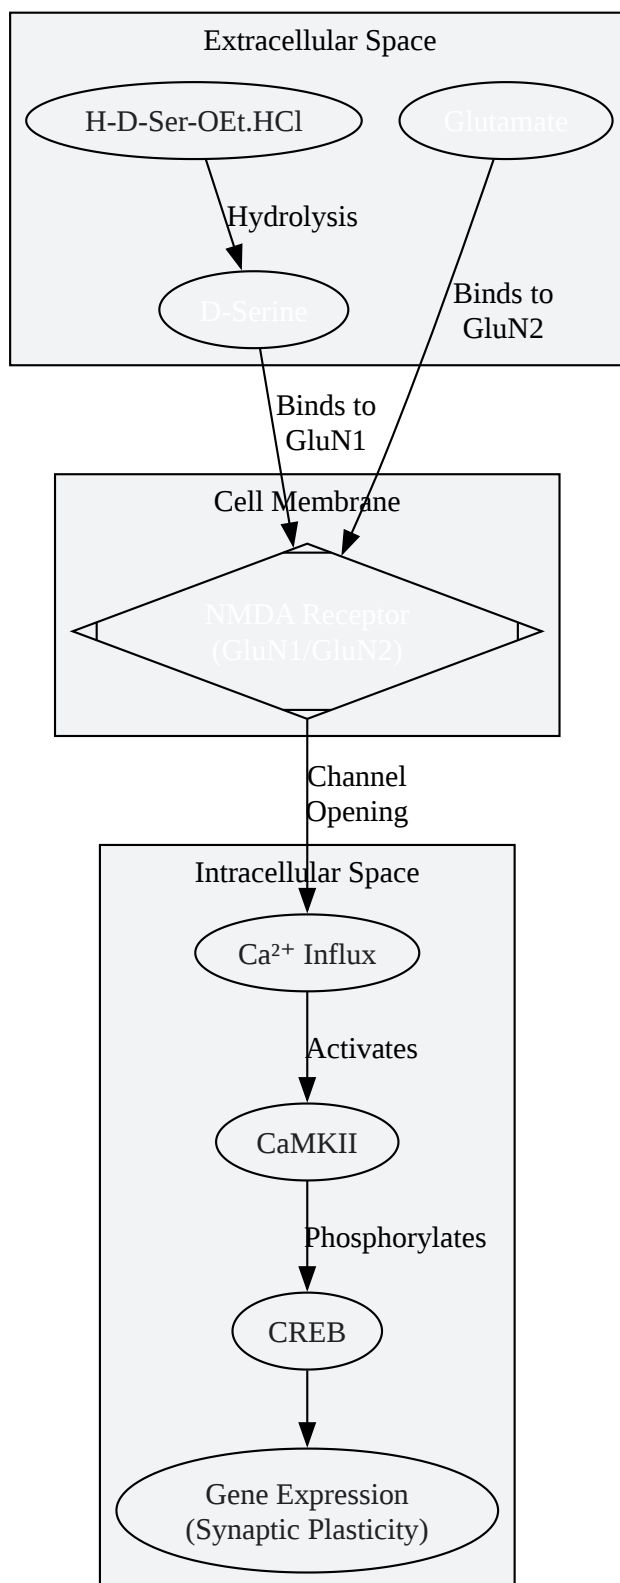 Extracellular Space
H-D-Ser-OEt.HCl
Glutamate
Hydrolysis
D-Serine
Binds to
GluN2
Binds to
GluN1
Cell Membrane
NMDA Receptor
(GluN1/GluN2)
Channel
Opening
Intracellular Space
Ca²⁺ Influx
Activates
CaMKII
Phosphorylates
CREB
Gene Expression
(Synaptic Plasticity)